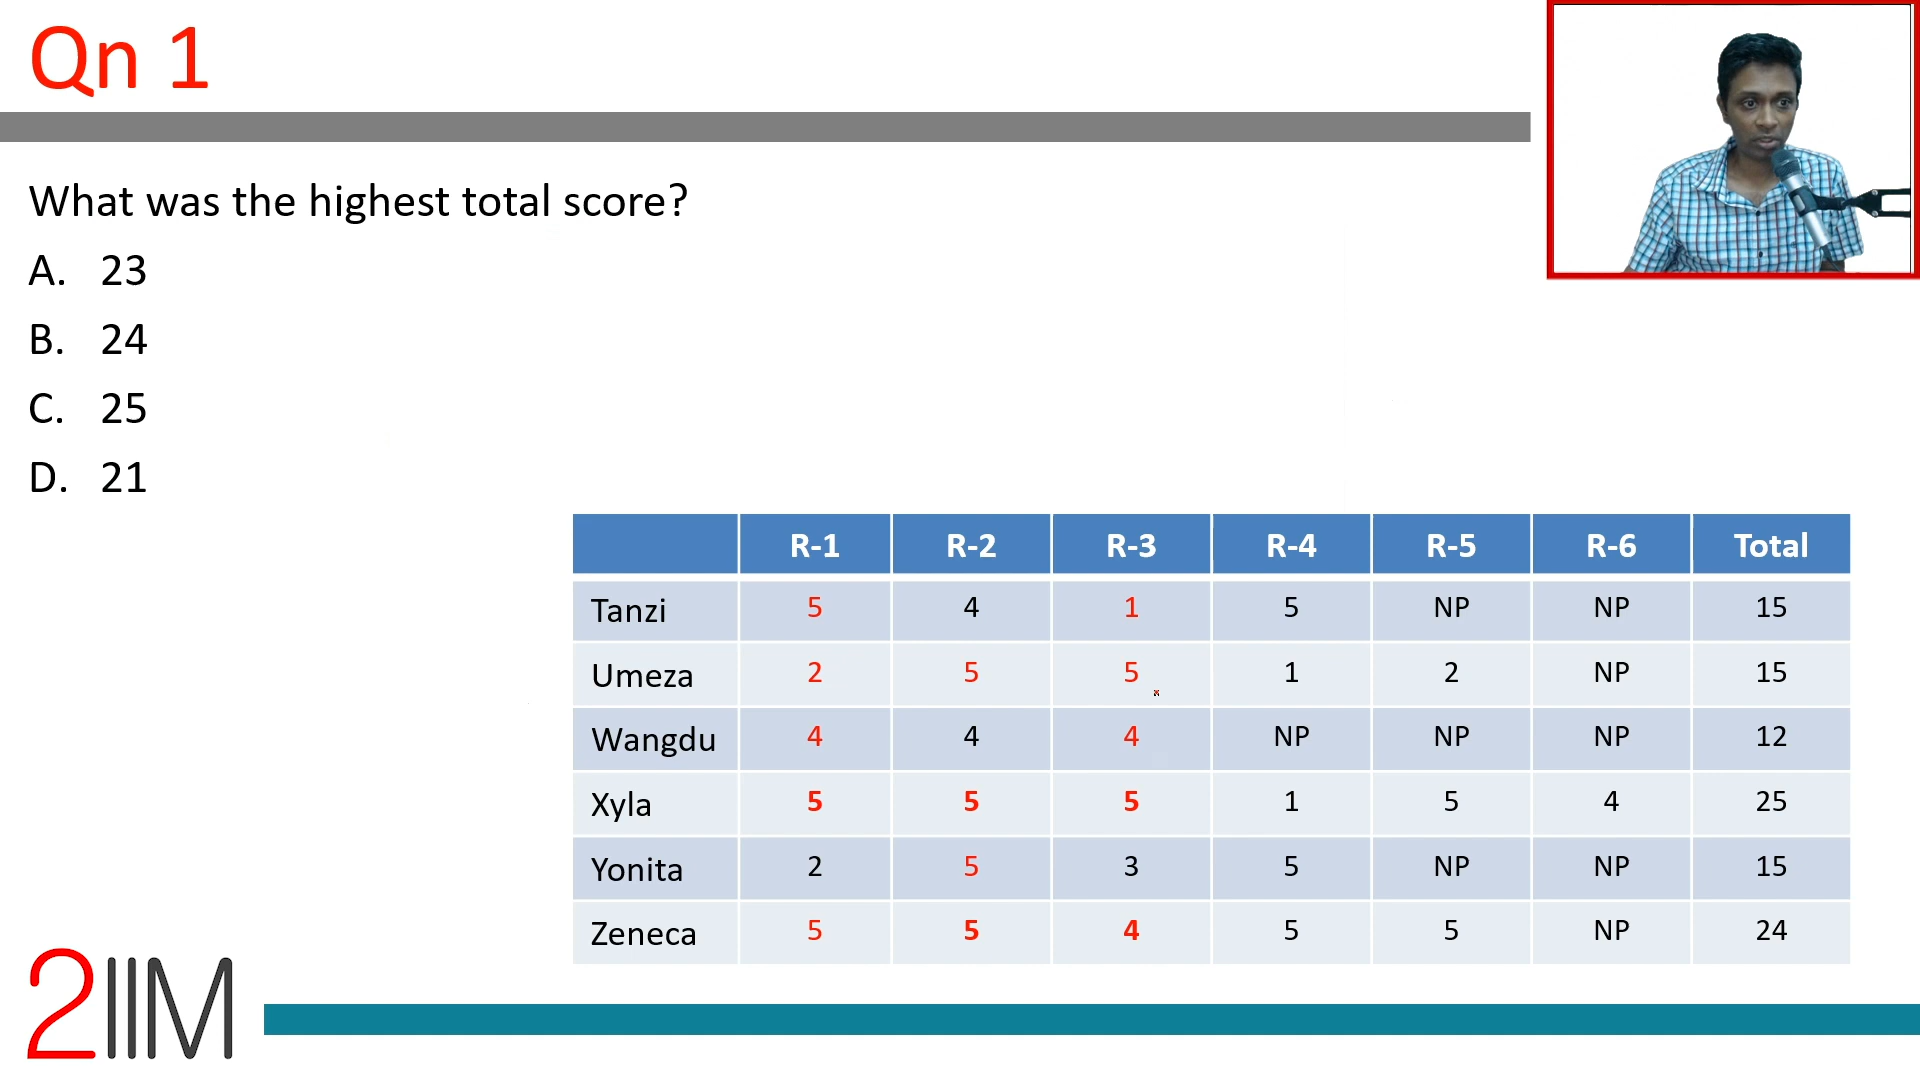 Qn 1
What was the highest total score?
A. 23
B. 24
C. 25
D. 21
R-1 R-2 R-3 R-4 R-5 R-6 Total
Tanzi 5 4 1 5 NP NP 15
Umeza 2 5 5 1 2 NP 15
Wangdu 4 4 4 NP NP NP 12
Xyla 5 5 5 1 5 4 25
Yonita 2 5 3 5 NP NP 15
Zeneca 5 5 4 5 5 NP 24
2IIM